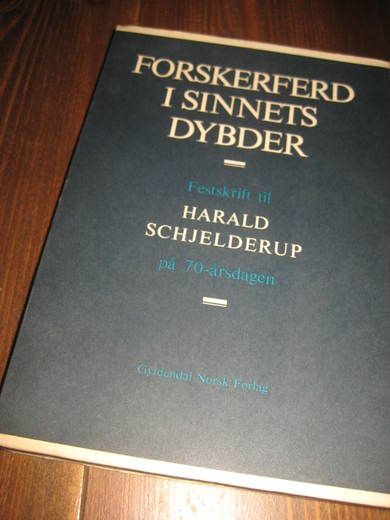 FORSKERFERD
I SINNETS
DYBDER
Festskrift til
HARALD
SCHJELDERUP
på 70-årsdagen
Gyldendal Norsk Forlag